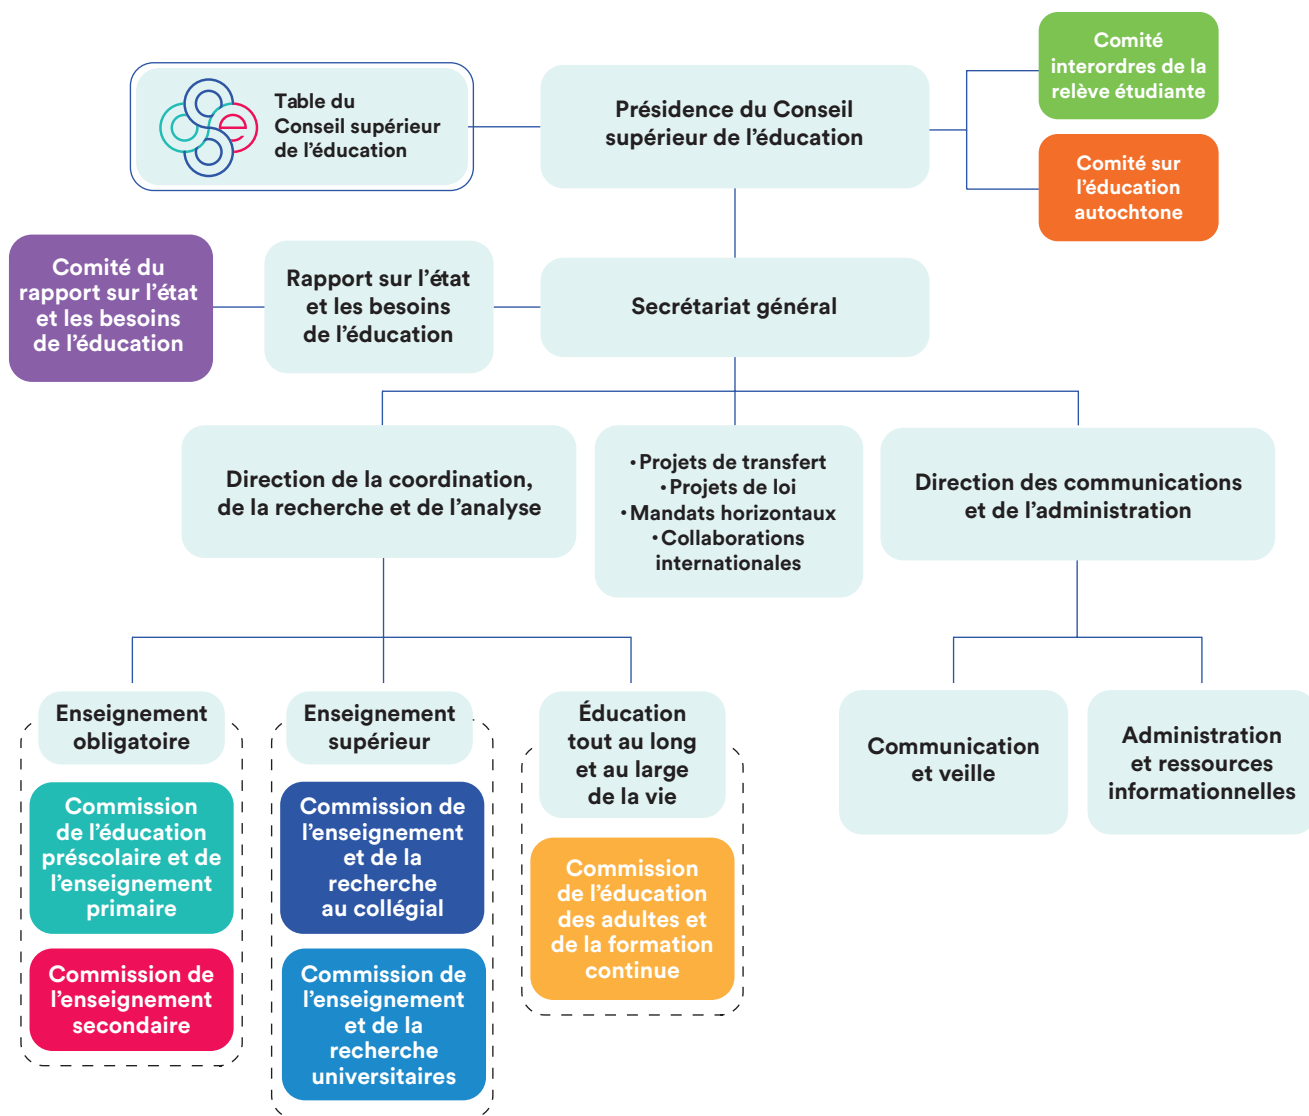 Table du
Conseil supérieur
de l’éducation
Présidence du Conseil
supérieur de l’éducation
Comité
interordres de la
relève étudiante
Comité sur
l’éducation
autochtone
Comité du
rapport sur l’état
et les besoins
de l’éducation
Rapport sur l’état
et les besoins
de l’éducation
Secrétariat général
Direction de la coordination,
de la recherche et de l’analyse
• Projets de transfert
• Projets de loi
• Mandats horizontaux
• Collaborations
internationales
Direction des communications
et de l’administration
Enseignement
obligatoire
Commission
de l’éducation
préscolaire et de
l’enseignement
primaire
Commission de
l’enseignement
secondaire
Enseignement
supérieur
Commission de
l’enseignement
et de la
recherche
au collégial
Commission de
l’enseignement
et de la
recherche
universitaires
Éducation
tout au long
et au large
de la vie
Commission
de l’éducation
des adultes et
de la formation
continue
Communication
et veille
Administration
et ressources
informationnelles